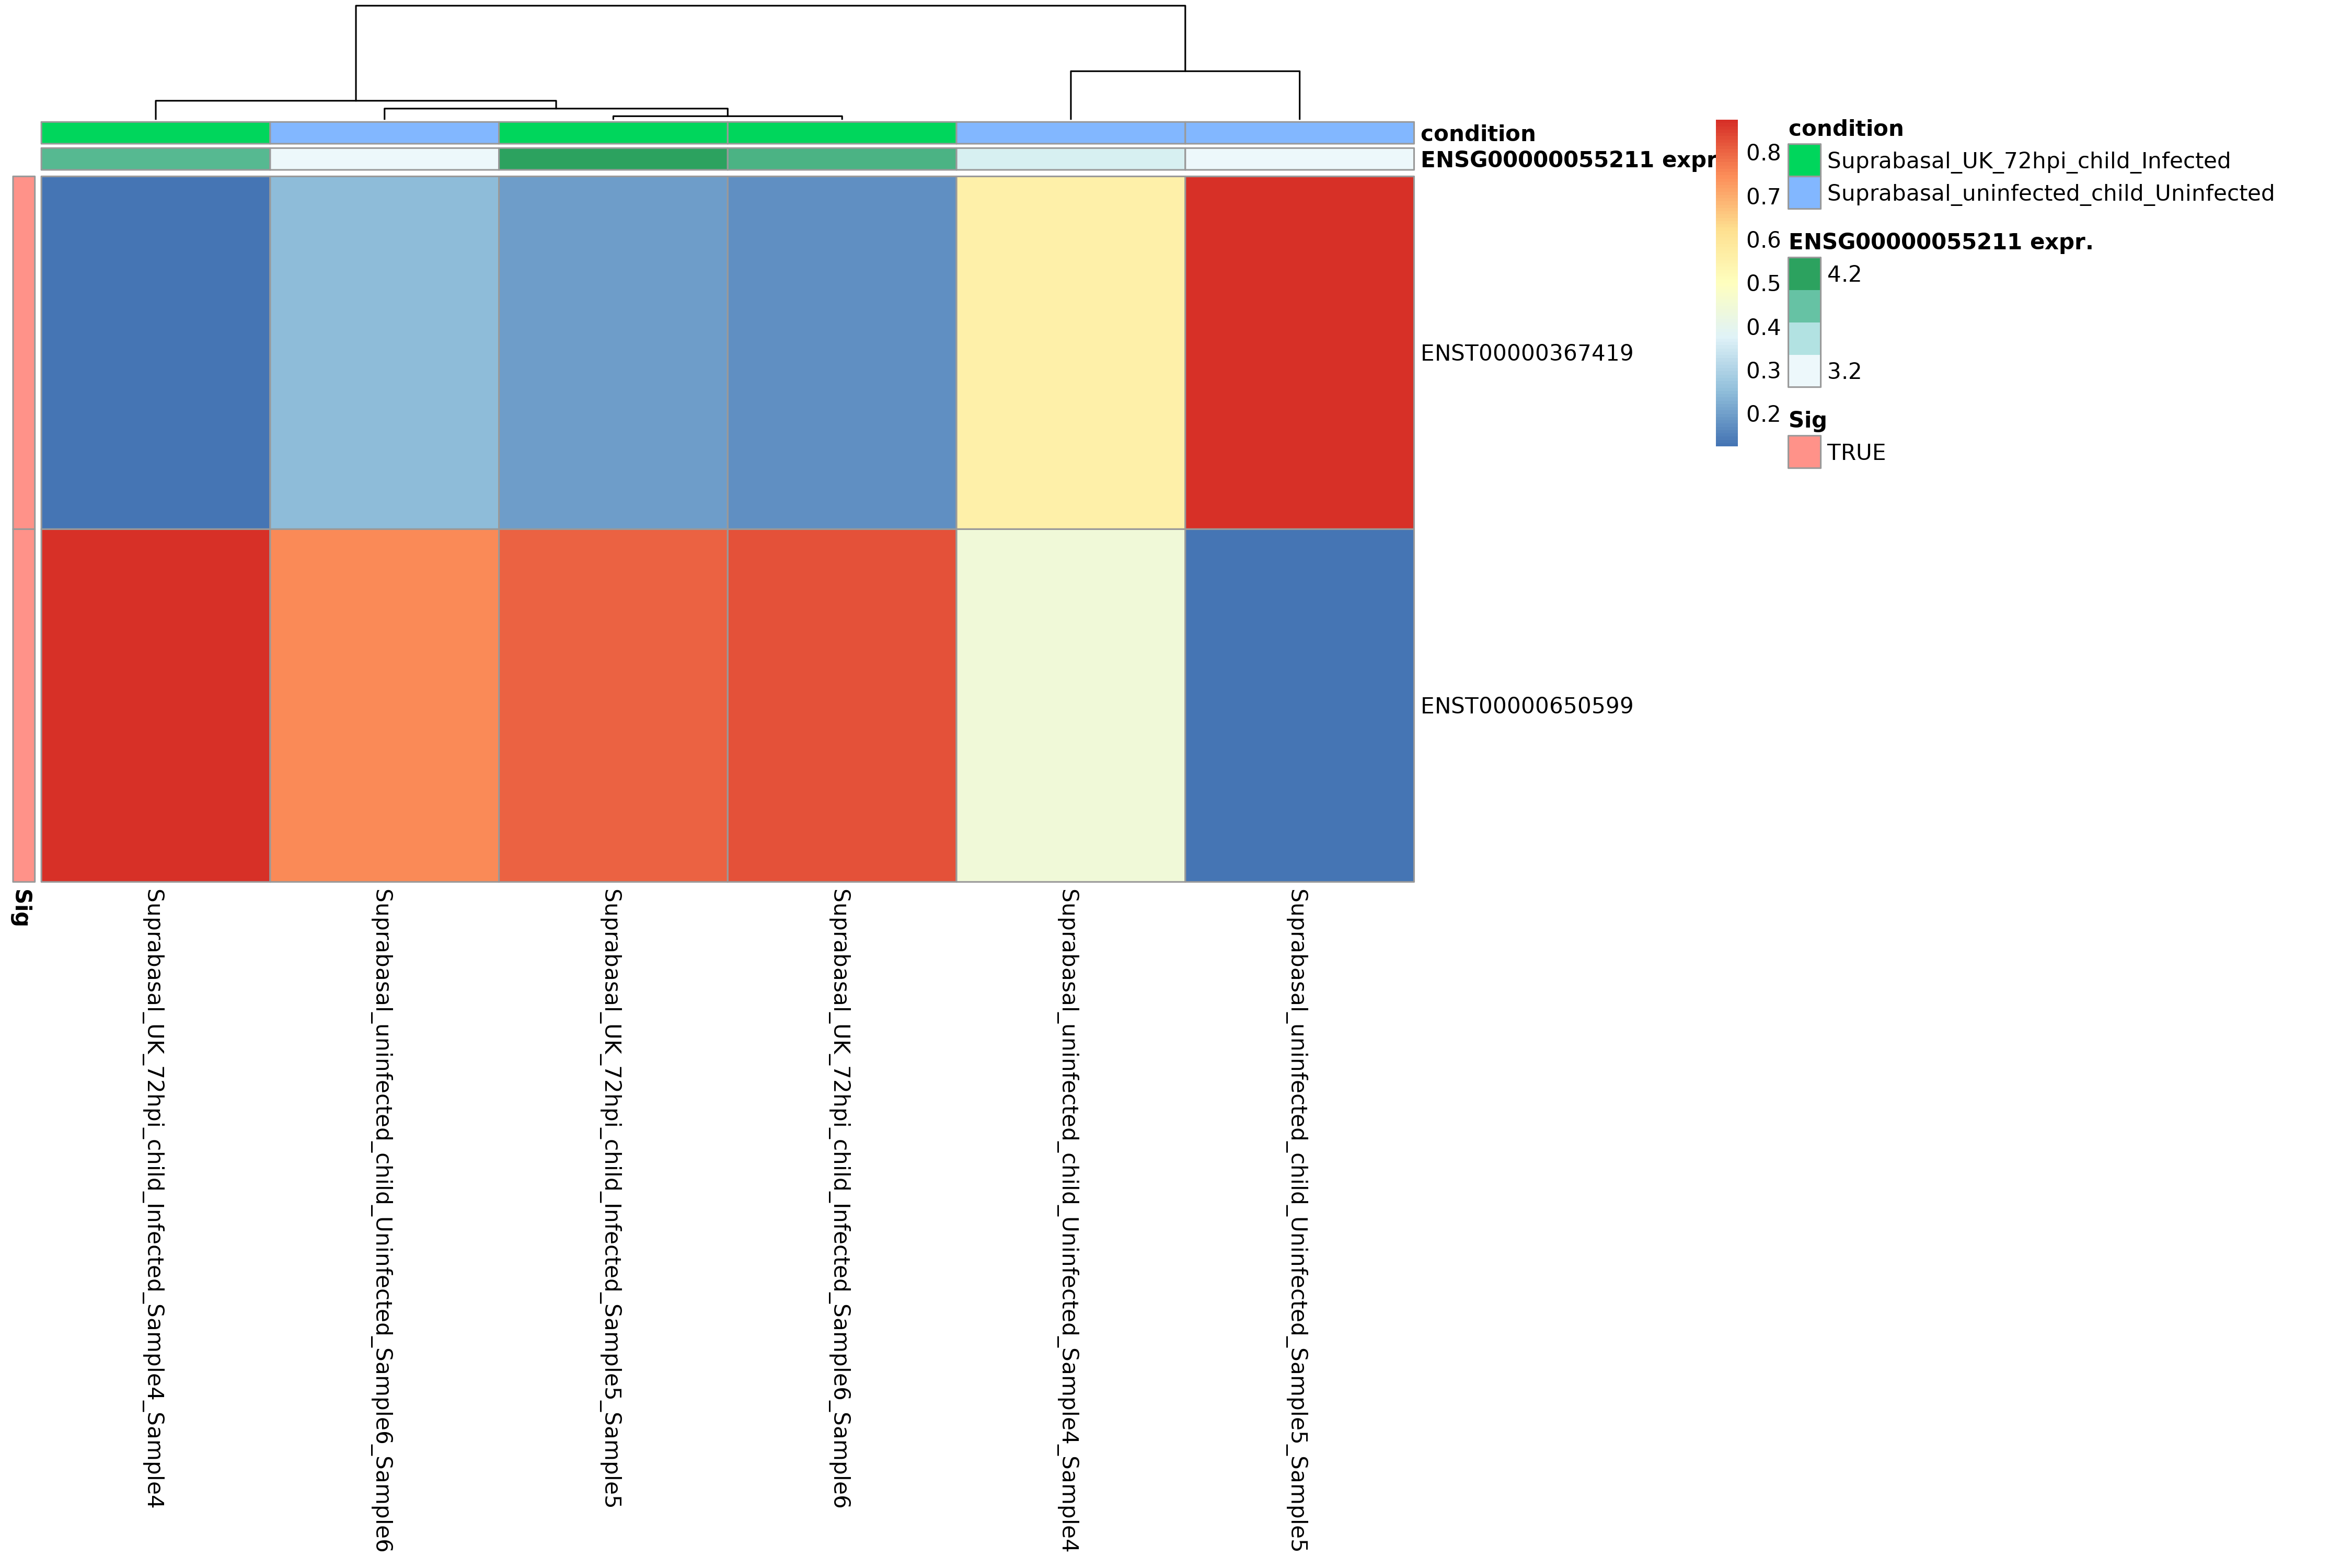 condition
ENSG00000055211 expr
ENST00000367419
ENST00000650599
0.8
0.7
0.6
0.5
0.4
0.3
0.2
condition
Suprabasal_UK_72hpi_child_Infected
Suprabasal_uninfected_child_Uninfected
ENSG00000055211 expr.
4.2
3.2
Sig
TRUE
Sig
Suprabasal_UK_72hpi_child_Infected_Sample4_Sample4
Suprabasal_uninfected_child_Uninfected_Sample6_Sample6
Suprabasal_UK_72hpi_child_Infected_Sample5_Sample5
Suprabasal_UK_72hpi_child_Infected_Sample6_Sample6
Suprabasal_uninfected_child_Uninfected_Sample4_Sample4
Suprabasal_uninfected_child_Uninfected_Sample5_Sample5